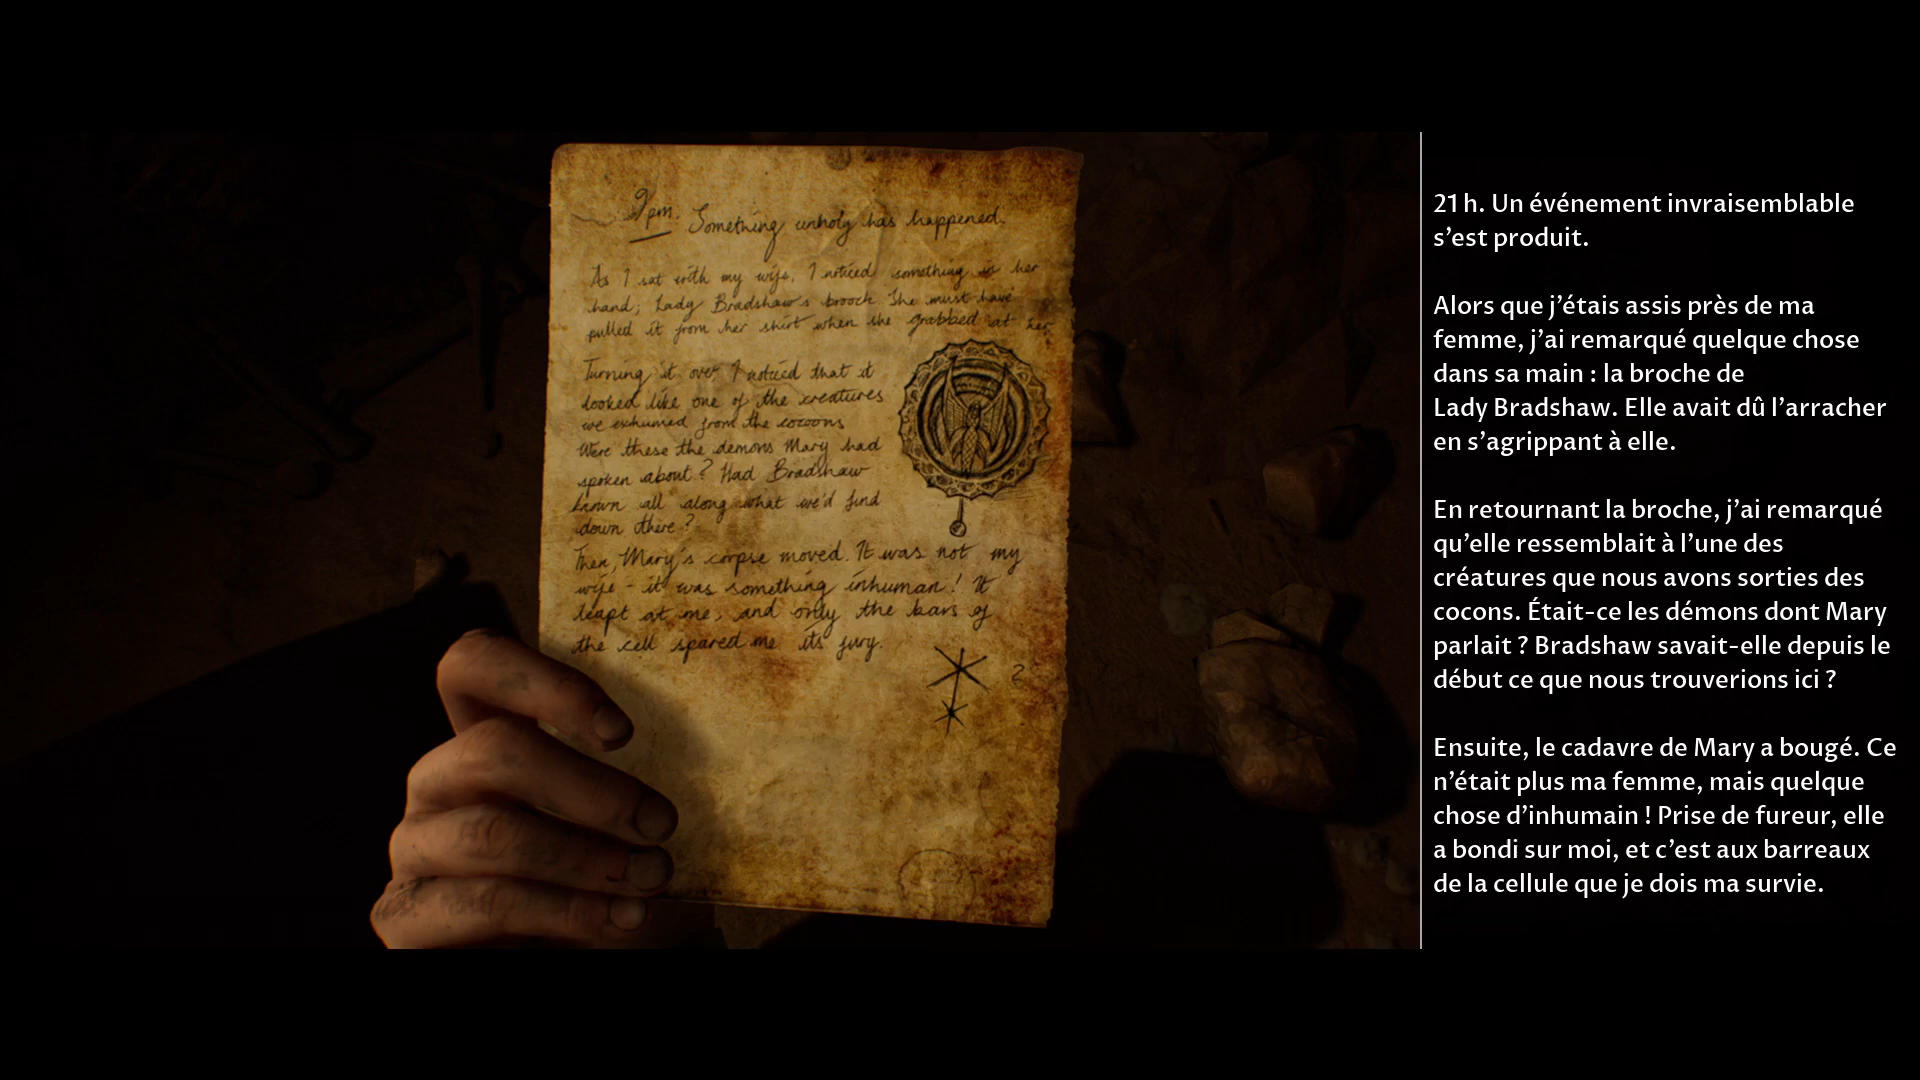 9pm. Something unholy has happened.
As I sat with my wife, I noticed something in her
hand; Lady Bradshaw's brooch. She must have
pulled it from her shirt when she grabbed at her.
Turning it over I noticed that it
looked like one of the creatures
we exhumed from the cocoons
Were these the demons Mary had
spoken about? Had Bradshaw
known all along what we'd find
down there?
Then, Mary's corpse moved. It was not my
wife - it was something inhuman! It
leapt at me, and only the bars of
the cell spared me its fury.
21 h. Un événement invraisemblable
s'est produit.
Alors que j'étais assis près de ma
femme, j'ai remarqué quelque chose
dans sa main : la broche de
Lady Bradshaw. Elle avait dû l'arracher
en s'agrippant à elle.
En retournant la broche, j'ai remarqué
qu'elle ressemblait à l'une des
créatures que nous avons sorties des
cocons. Était-ce les démons dont Mary
parlait ? Bradshaw savait-elle depuis le
début ce que nous trouverions ici ?
Ensuite, le cadavre de Mary a bougé. Ce
n'était plus ma femme, mais quelque
chose d'inhumain ! Prise de fureur, elle
a bondi sur moi, et c'est aux barreaux
de la cellule que je dois ma survie.